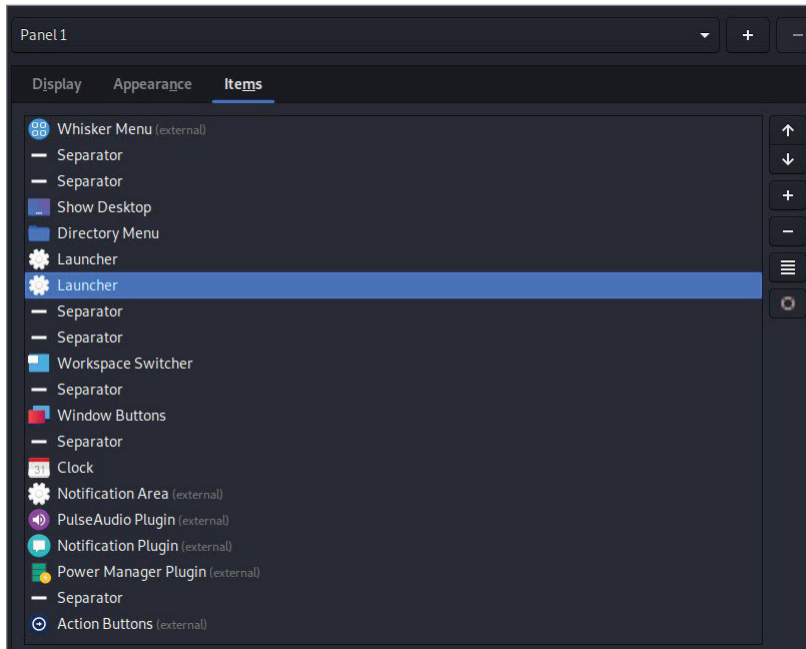 Panel 1
Display Appearance Items
Whisker Menu (external)
Separator
Separator
Show Desktop
Directory Menu
Launcher
Launcher
Separator
Separator
Workspace Switcher
Separator
Window Buttons
Separator
31 Clock
Notification Area (external)
PulseAudio Plugin (external)
Notification Plugin (external)
Power Manager Plugin (external)
Separator
Action Buttons (external)